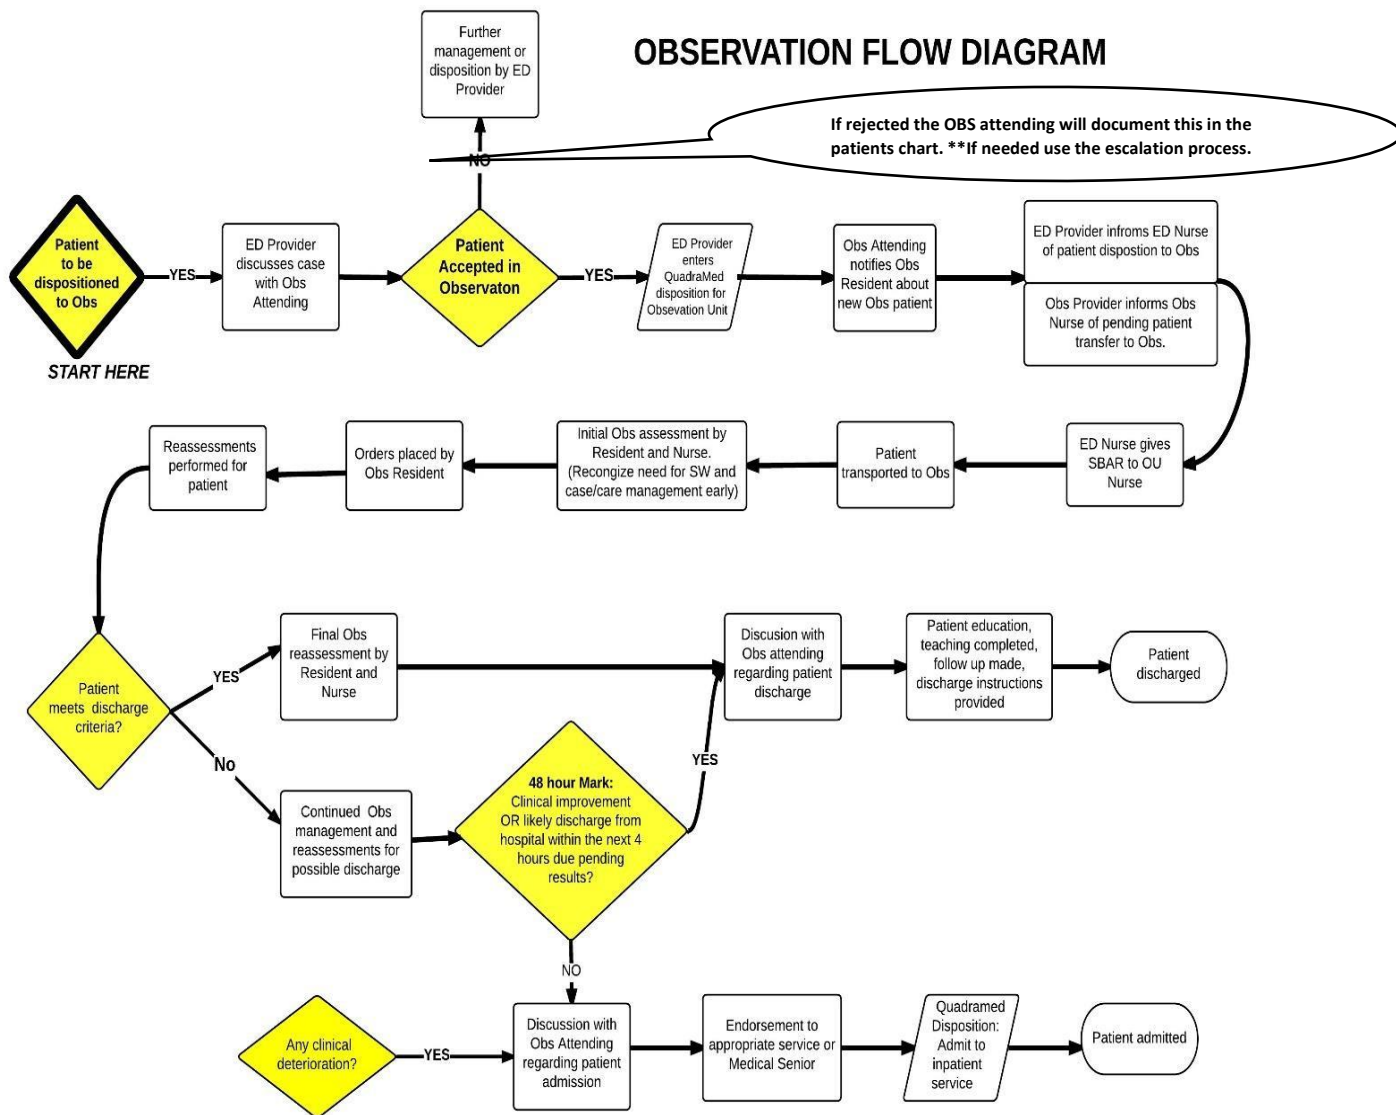 Further
management or
disposition by ED
Provider
OBSERVATION FLOW DIAGRAM
If rejected the OBS attending will document this in the
patients chart. **If needed use the escalation process.
NO
Patient
to be
dispositioned
to Obs
START HERE
YES
ED Provider
discusses case
with Obs
Attending
Patient
Accepted in
Observaton
YES
ED Provider
enters
QuadraMed
disposition for
Obsevation Unit
Obs Attending
notifies Obs
Resident about
new Obs patient
ED Provider infroms ED Nurse
of patient dispostion to Obs
Obs Provider informs Obs
Nurse of pending patient
transfer to Obs.
ED Nurse gives
SBAR to OU
Nurse
Patient
transported to Obs
Initial Obs assessment by
Resident and Nurse.
(Recongize need for SW and
case/care management early)
Orders placed by
Obs Resident
Reassessments
performed for
patient
Patient
meets discharge
criteria?
YES
Final Obs
reassessment by
Resident and
Nurse
Discusion with
Obs attending
regarding patient
discharge
Patient education,
teaching completed,
follow up made,
discharge instructions
provided
Patient
discharged
No
Continued Obs
management and
reassessments for
possible discharge
48 hour Mark:
Clinical improvement
OR likely discharge from
hospital within the next 4
hours due pending
results?
YES
NO
Any clinical
deterioration?
YES
Discussion with
Obs Attending
regarding patient
admission
Endorsement to
appropriate service or
Medical Senior
Quadramed
Disposition:
Admit to
inpatient
service
Patient admitted